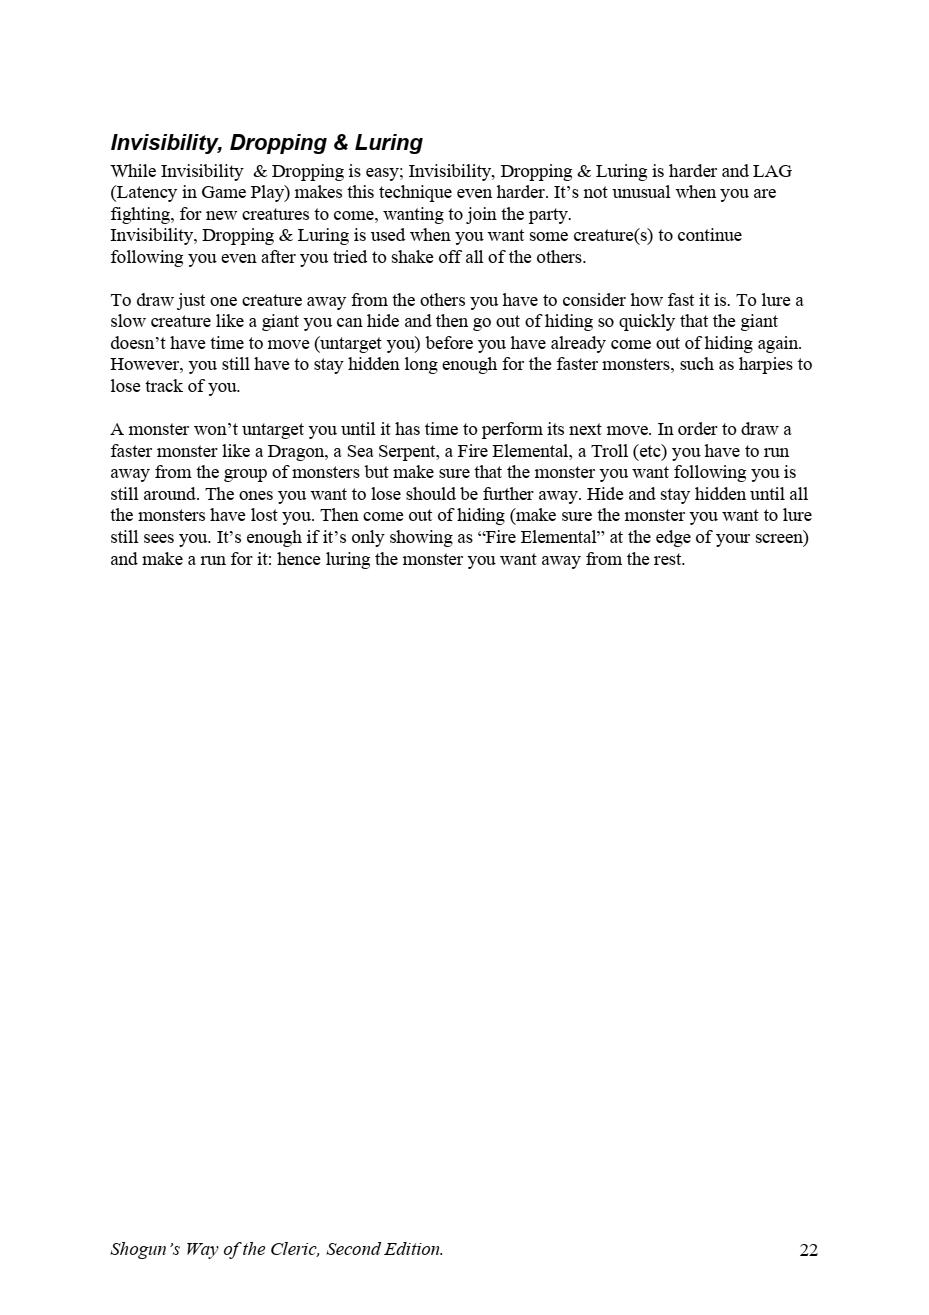 Invisibility, Dropping & Luring
While Invisibility  & Dropping is easy; Invisibility, Dropping & Luring is harder and LAG
(Latency in Game Play) makes this technique even harder. It’s not unusual when you are
fighting, for new creatures to come, wanting to join the party.
Invisibility, Dropping & Luring is used when you want some creature(s) to continue
following you even after you tried to shake off all of the others.
To draw just one creature away from the others you have to consider how fast it is. To lure a
slow creature like a giant you can hide and then go out of hiding so quickly that the giant
doesn’t have time to move (untarget you) before you have already come out of hiding again.
However, you still have to stay hidden long enough for the faster monsters, such as harpies to
lose track of you.
A monster won’t untarget you until it has time to perform its next move. In order to draw a
faster monster like a Dragon, a Sea Serpent, a Fire Elemental, a Troll (etc) you have to run
away from the group of monsters but make sure that the monster you want following you is
still around. The ones you want to lose should be further away. Hide and stay hidden until all
the monsters have lost you. Then come out of hiding (make sure the monster you want to lure
still sees you. It’s enough if it’s only showing as “Fire Elemental” at the edge of your screen)
and make a run for it: hence luring the monster you want away from the rest.
Shogun’s Way of the Cleric, Second Edition. 22